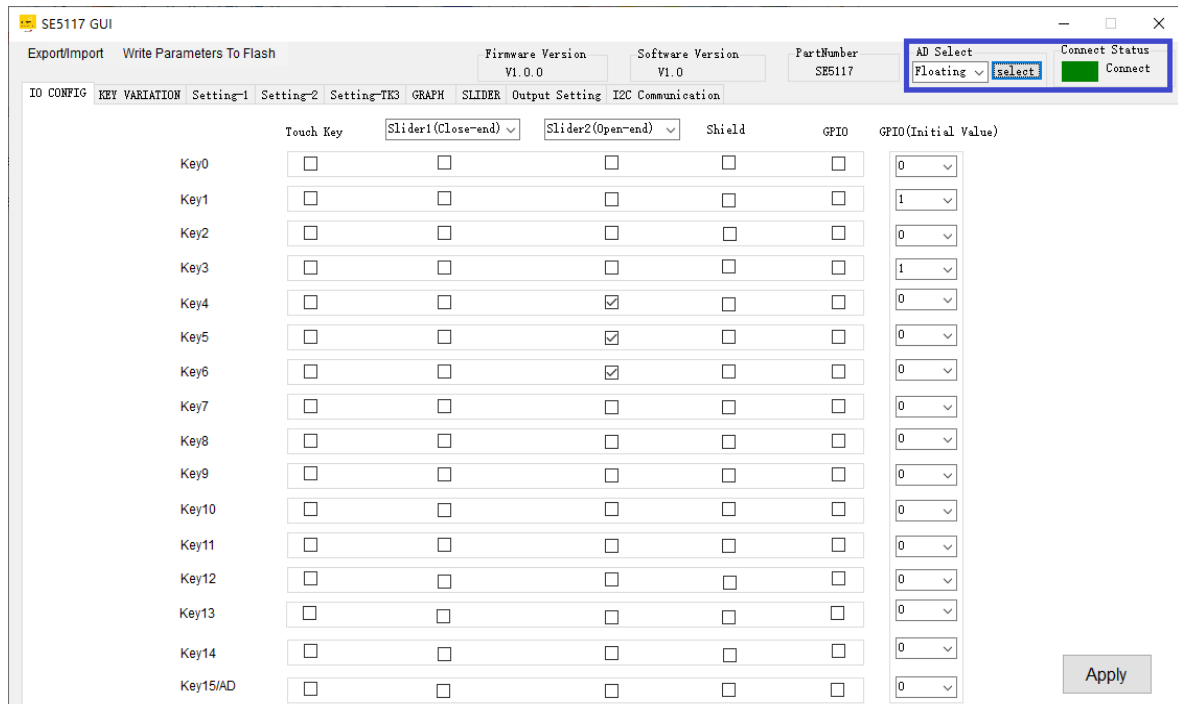 SE5117 GUI
Export/Import Write Parameters To Flash
Firmware Version
V1.0.0
Software Version
V1.0
PartNumber
SE5117
AD Select
Floating select
Connect Status
Connect
IO CONFIG KEY VARIATION Setting-1 Setting-2 Setting-TK3 GRAPH SLIDER Output Setting I2C Communication
Touch Key Slider1(Close-end) Slider2(Open-end) Shield GPIO GPIO(Initial Value)
Key0 0
Key1 1
Key2 0
Key3 1
Key4 0
Key5 0
Key6 0
Key7 0
Key8 0
Key9 0
Key10 0
Key11 0
Key12 0
Key13 0
Key14 0
Key15/AD 0
Apply